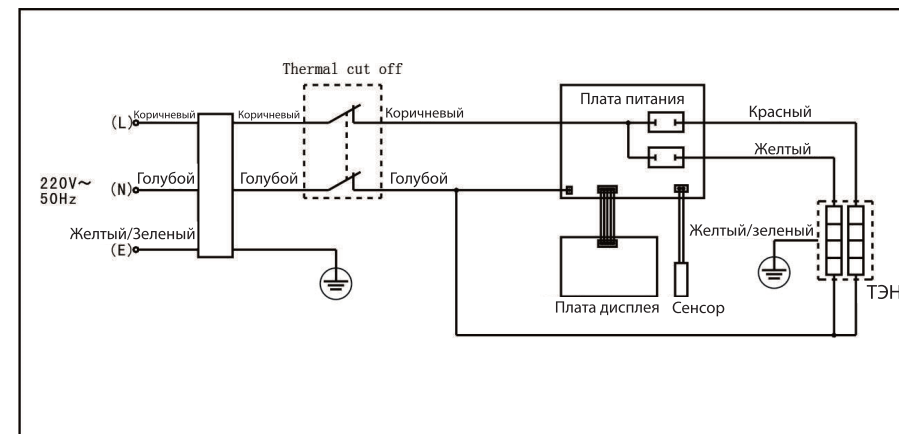 Thermal cut off
Плата питания
(L) Коричневый Коричневый Коричневый Красный
Желтый
220V~
50Hz
(N) Голубой Голубой Голубой
Желтый/Зеленый
(E)
Желтый/зеленый
ТЭН
Плата дисплея Сенсор